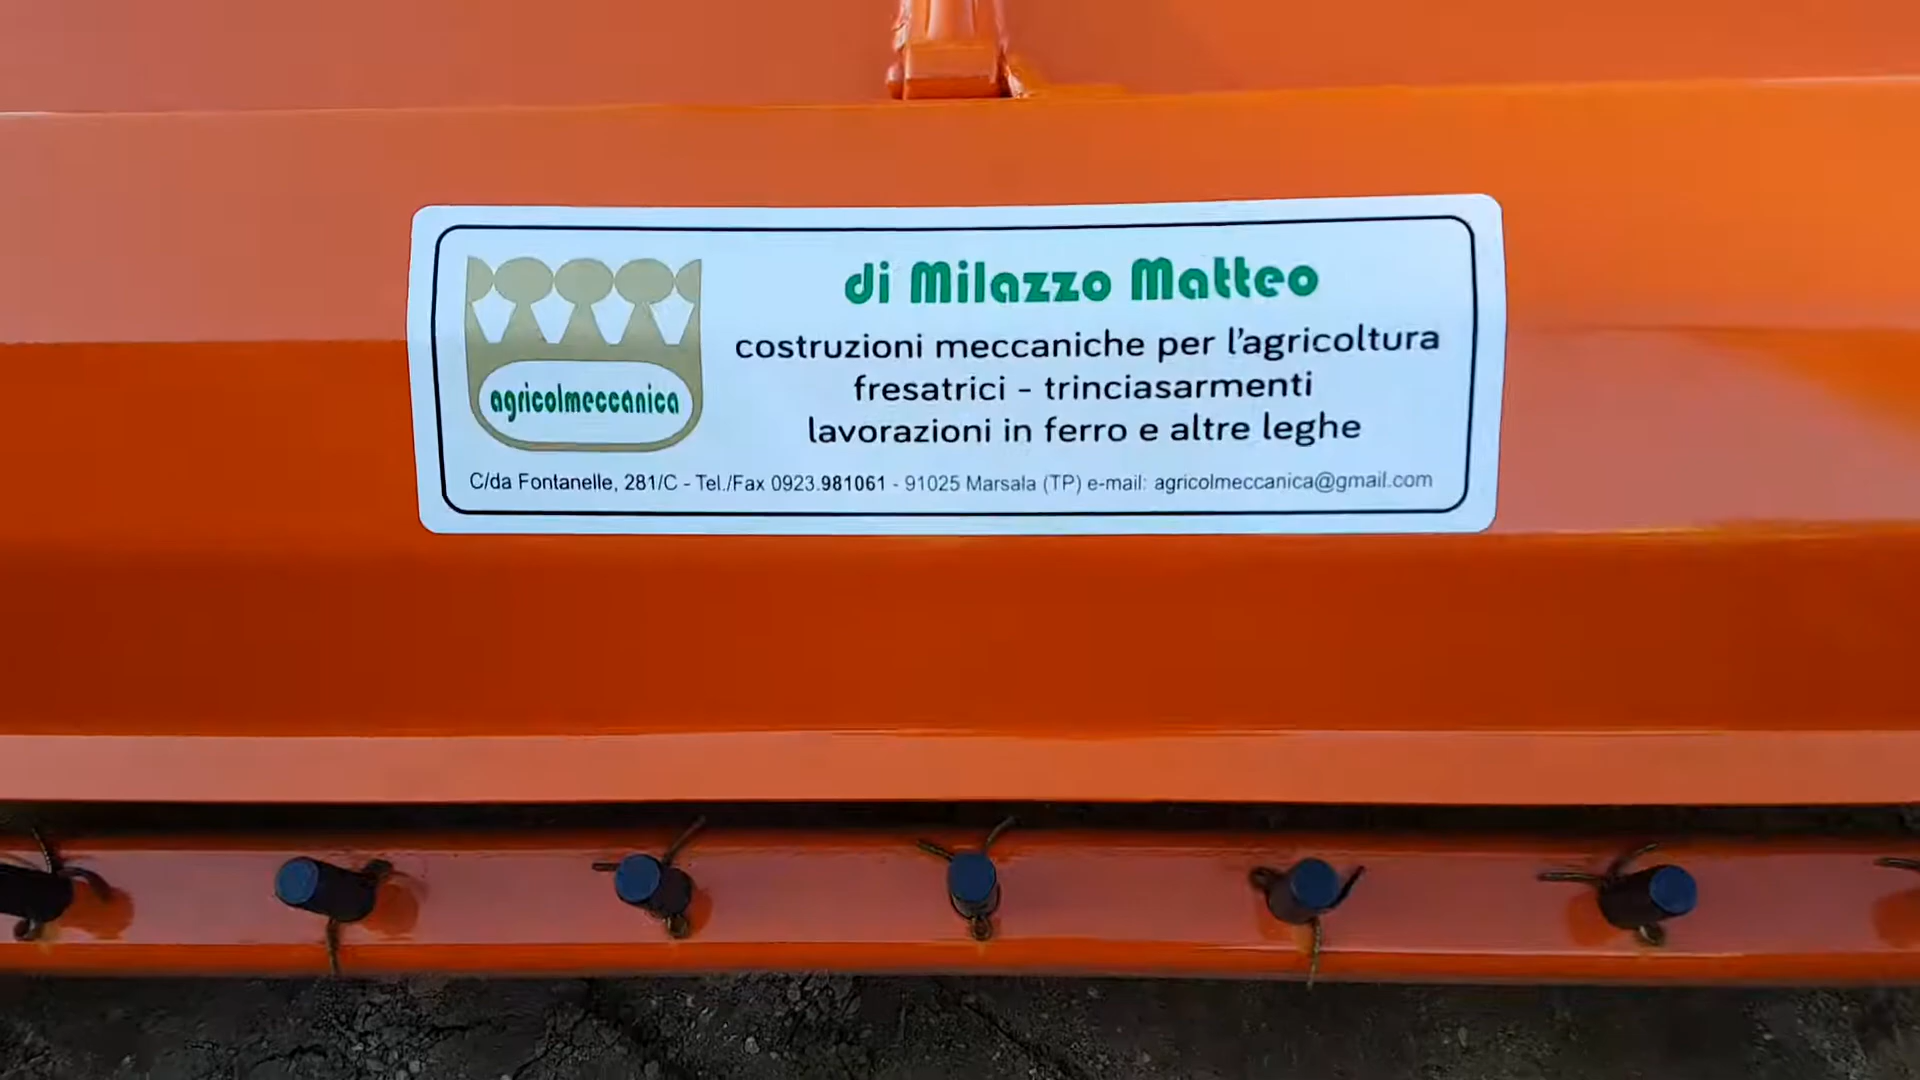 agricolmeccanica
di Milazzo Matteo
costruzioni meccaniche per l'agricoltura
fresatrici - trinciasarmenti
lavorazioni in ferro e altre leghe
C/da Fontanelle, 281/C - Tel./Fax 0923.981061 - 91025 Marsala (TP) e-mail: agricolmeccanica@gmail.com